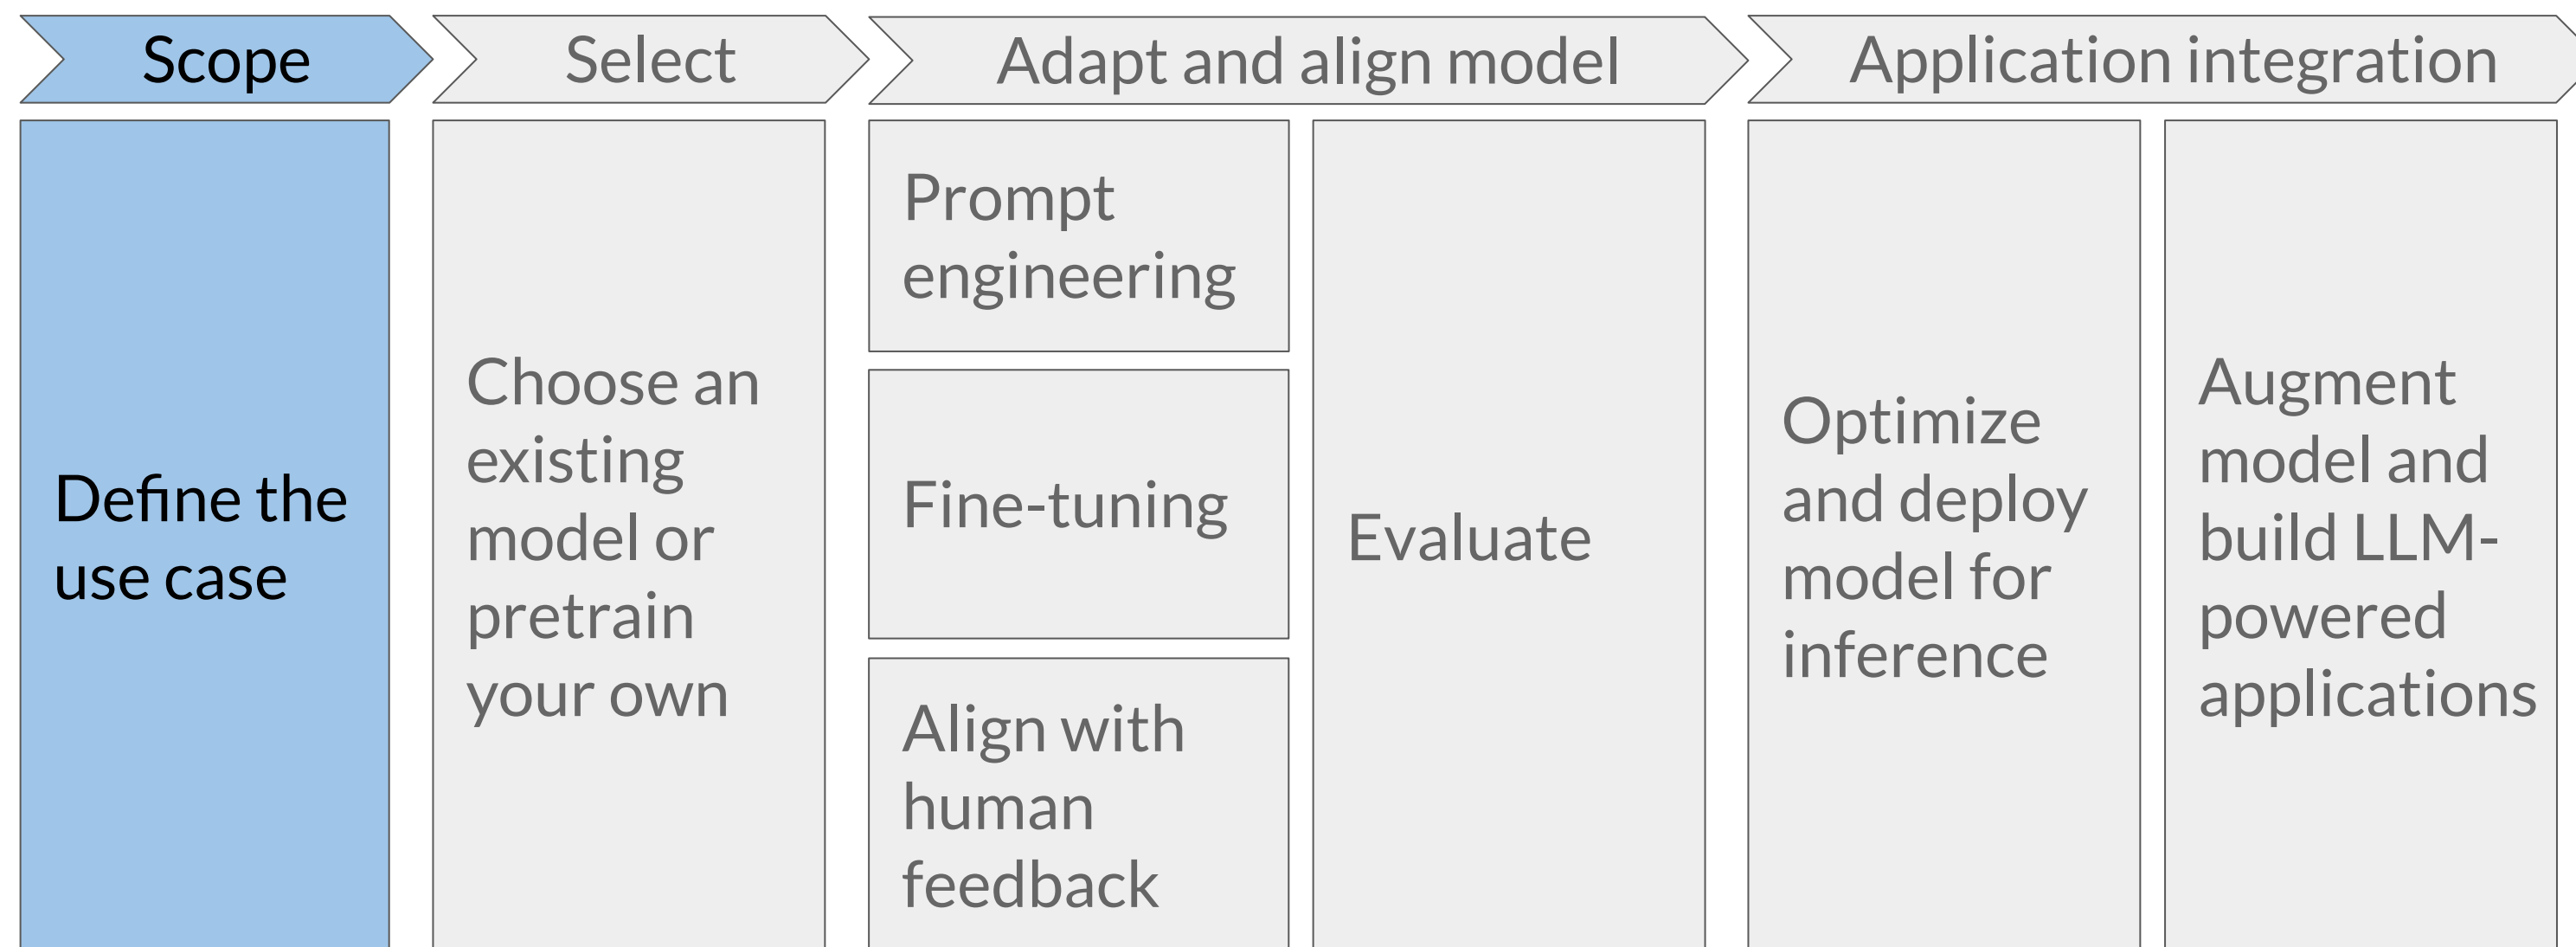 Scope
Select
Adapt and align model
Application integration
Define the
use case
Choose an
existing
model or
pretrain
your own
Prompt
engineering
Fine-tuning
Align with
human
feedback
Evaluate
Optimize
and deploy
model for
inference
Augment
model and
build LLM-
powered
applications